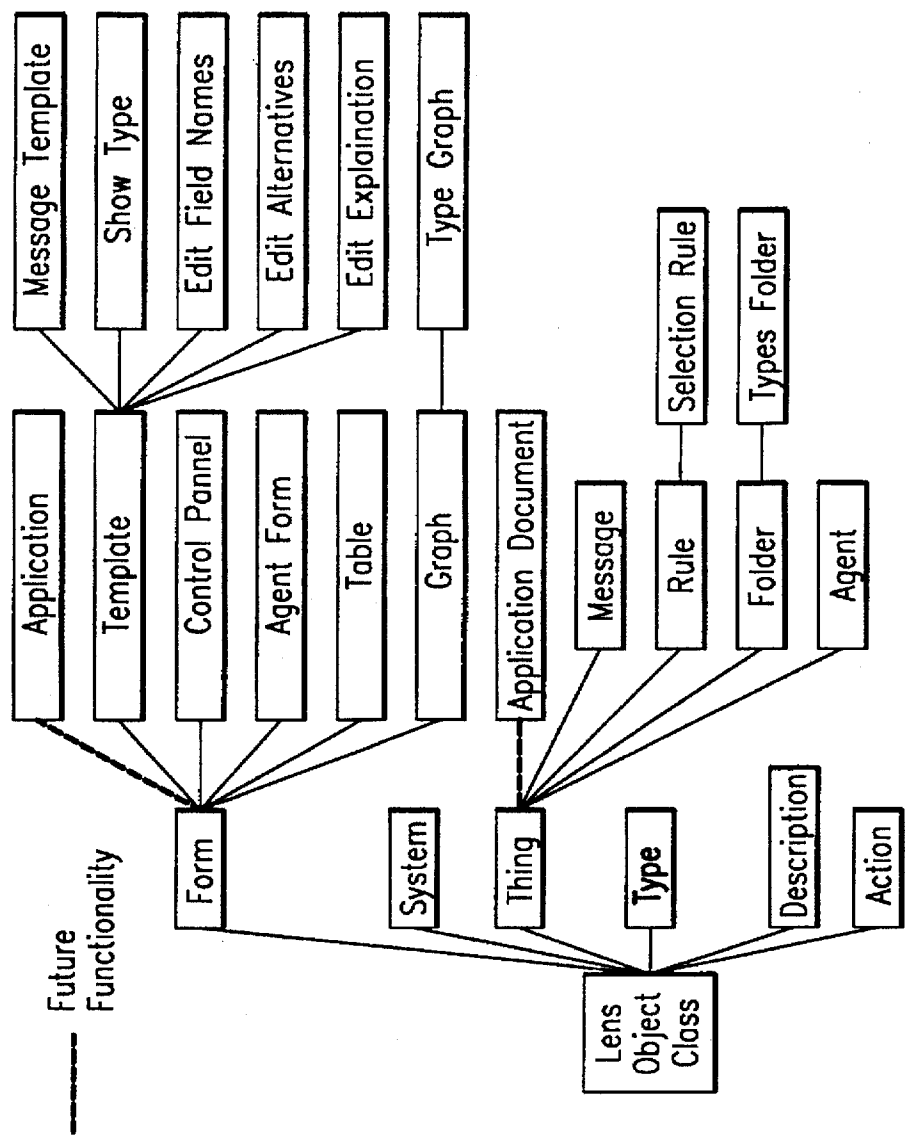 Future
Functionality
Lens
Object
Class
Form
System
Thing
Type
Description
Action
Application
Template
Control Pannel
Agent Form
Table
Graph
Application Document
Message
Rule
Folder
Agent
Message Template
Show Type
Edit Field Names
Edit Alternatives
Edit Explaination
Type Graph
Selection Rule
Types Folder